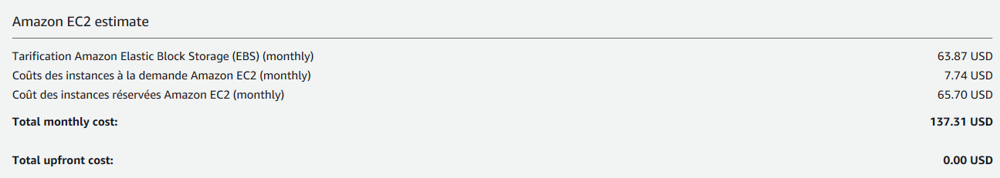 Amazon EC2 estimate
Tarification Amazon Elastic Block Storage (EBS) (monthly) 63.87 USD
Coûts des instances à la demande Amazon EC2 (monthly) 7.74 USD
Coût des instances réservées Amazon EC2 (monthly) 65.70 USD
Total monthly cost: 137.31 USD
Total upfront cost: 0.00 USD